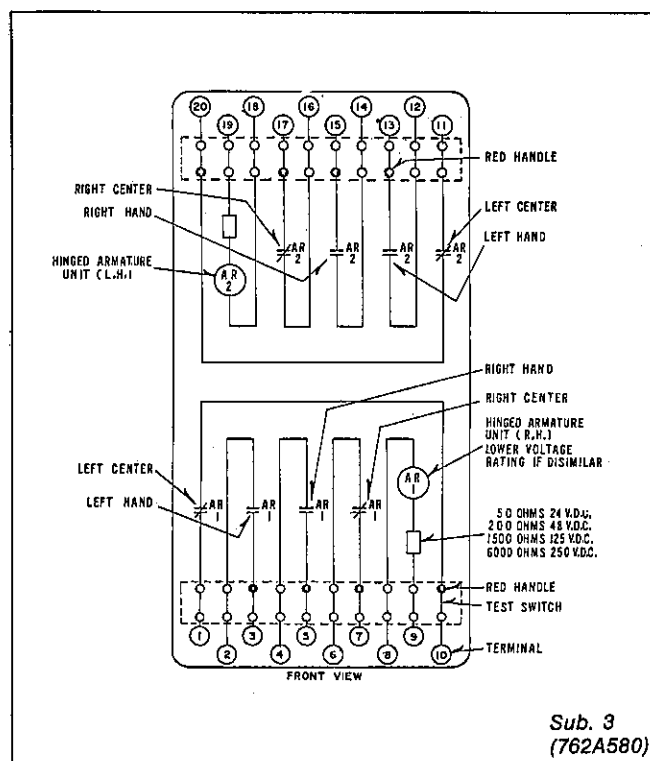 20 18 16 14 12
19 17 15 13 11
RED HANDLE
RIGHT CENTER
RIGHT HAND
LEFT CENTER
LEFT HAND
AR 2
AR 2
AR 2
AR 2
HINGED ARMATURE
UNIT (L.H.)
AR
2
RIGHT HAND
RIGHT CENTER
HINGED ARMATURE
UNIT (R.H.)
LOWER VOLTAGE
RATING IF DISIMILAR
AR
1
LEFT CENTER
LEFT HAND
AR 1
AR 1
AR 1
AR 1
50 OHMS 24 V.D.C.
200 OHMS 48 V.D.C.
1500 OHMS 125 V.D.C.
6000 OHMS 250 V.D.C.
RED HANDLE
TEST SWITCH
1 3 5 7 9
2 4 6 8 10
TERMINAL
FRONT VIEW
Sub. 3
(762A580)